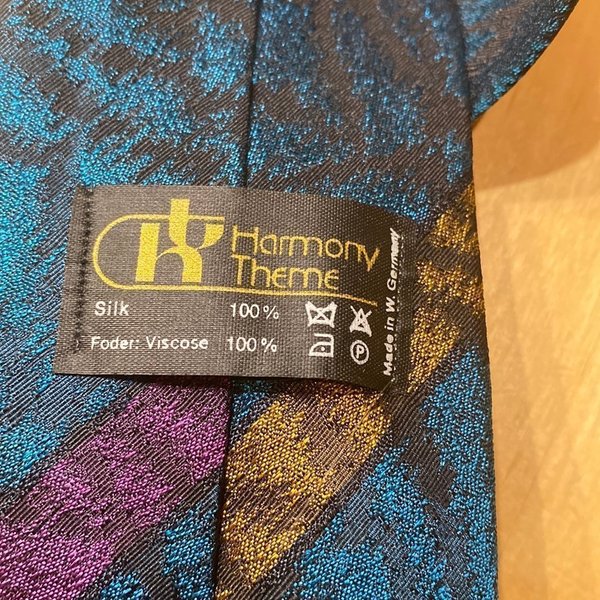 Harmony
Theme
Silk 100%
Foder: Viscose 100%
Made in W. Germany